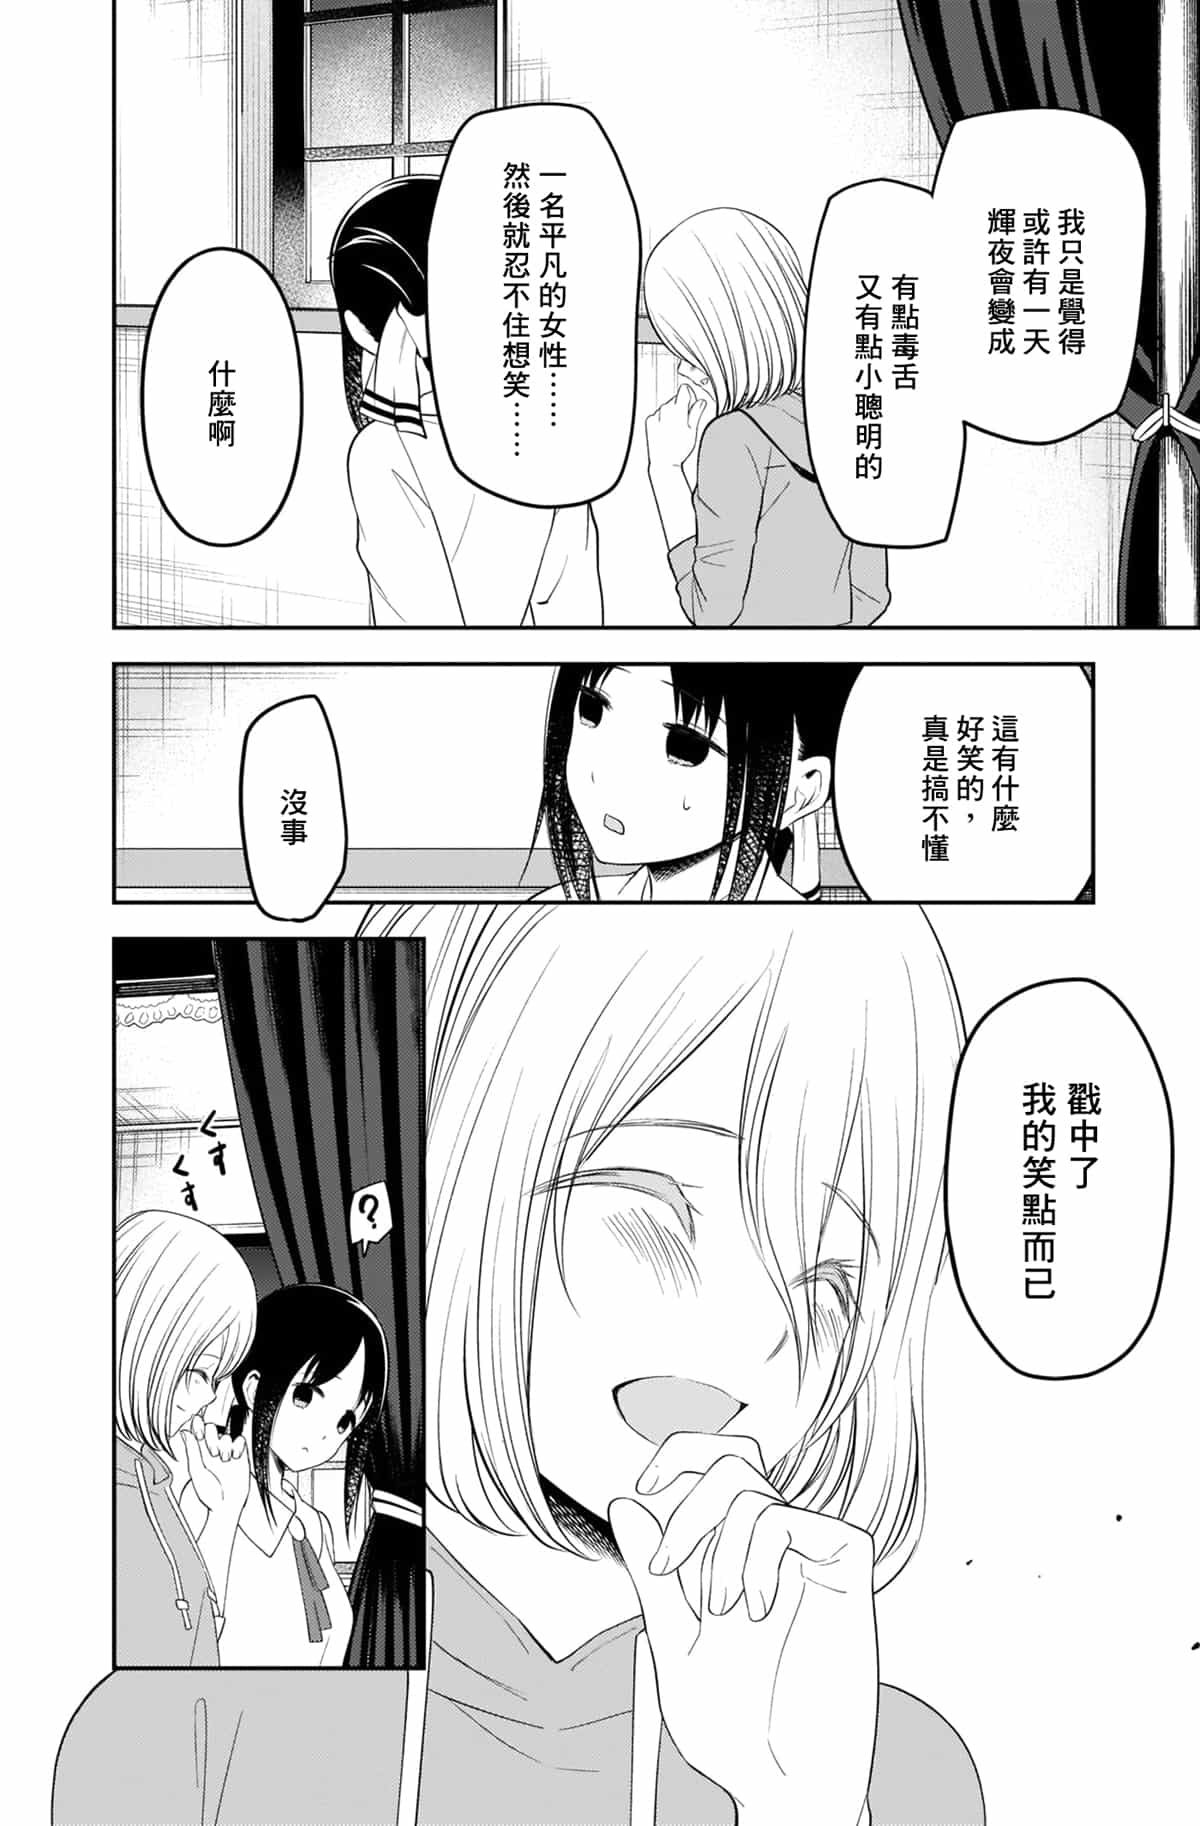 我只是覺得
或許有一天
輝夜會變成
有點毒舌
又有點小聰明的
一名平凡的女性……
然後就忍不住想笑……
什麼啊
這有什麼
好笑的，
真是搞不懂
沒事
戳中了
我的笑點而已
くすくす
?